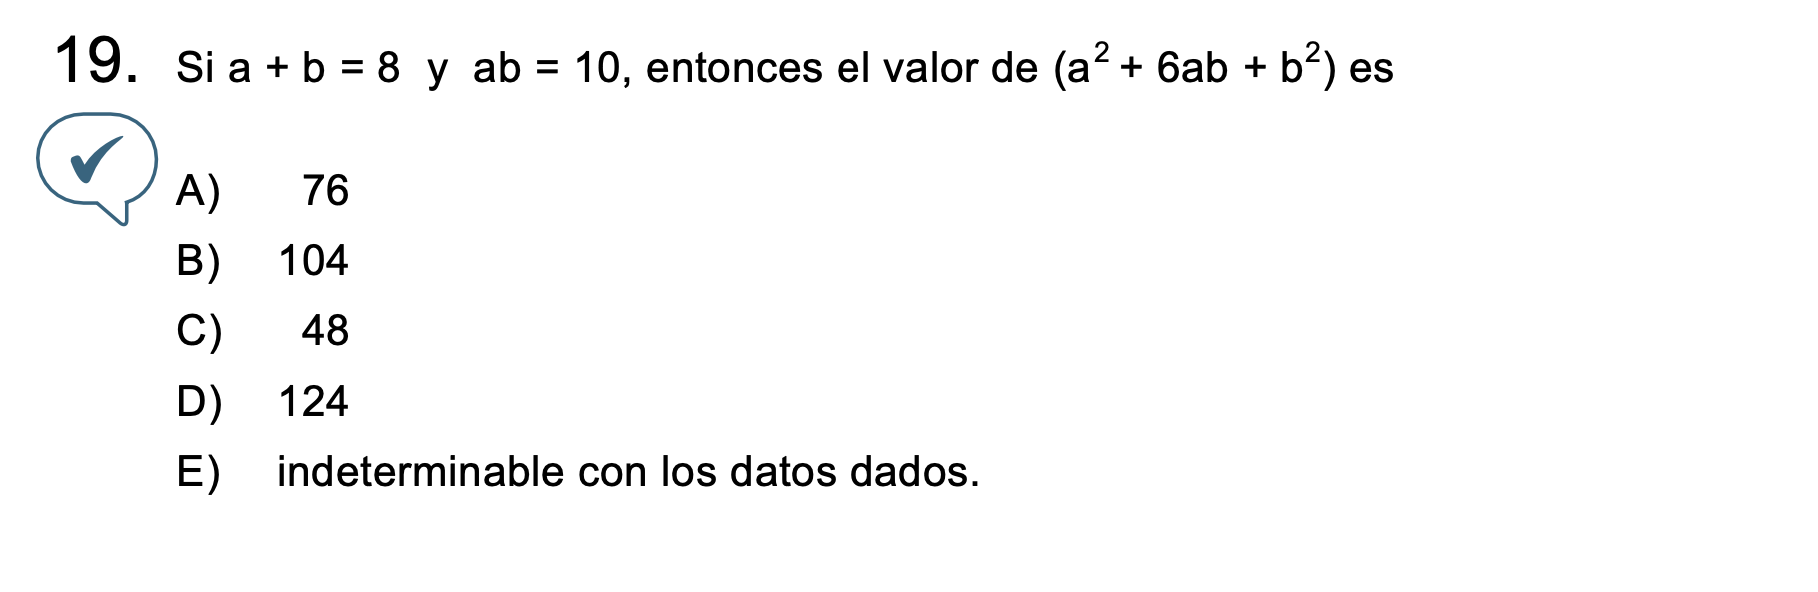 19. Si a + b = 8 y ab = 10, entonces el valor de (a² + 6ab + b²) es
A) 76
B) 104
C) 48
D) 124
E) indeterminable con los datos dados.